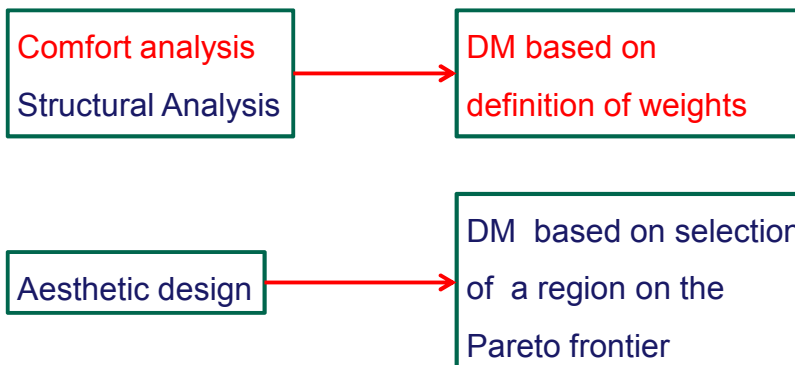 Comfort analysis
Structural Analysis
DM based on
definition of weights
Aesthetic design
DM based on selection
of a region on the
Pareto frontier